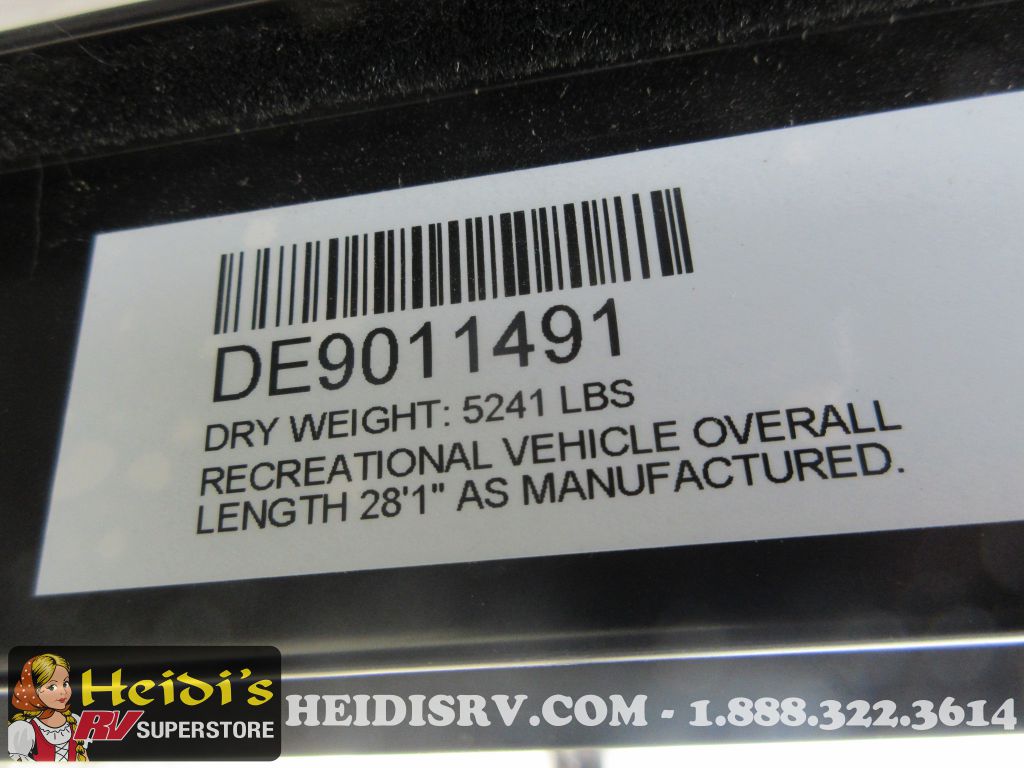 DE9011491
DRY WEIGHT: 5241 LBS
RECREATIONAL VEHICLE OVERALL
LENGTH 28'1" AS MANUFACTURED.
Heidi's
RV SUPERSTORE
HEIDISRV.COM - 1.888.322.3614